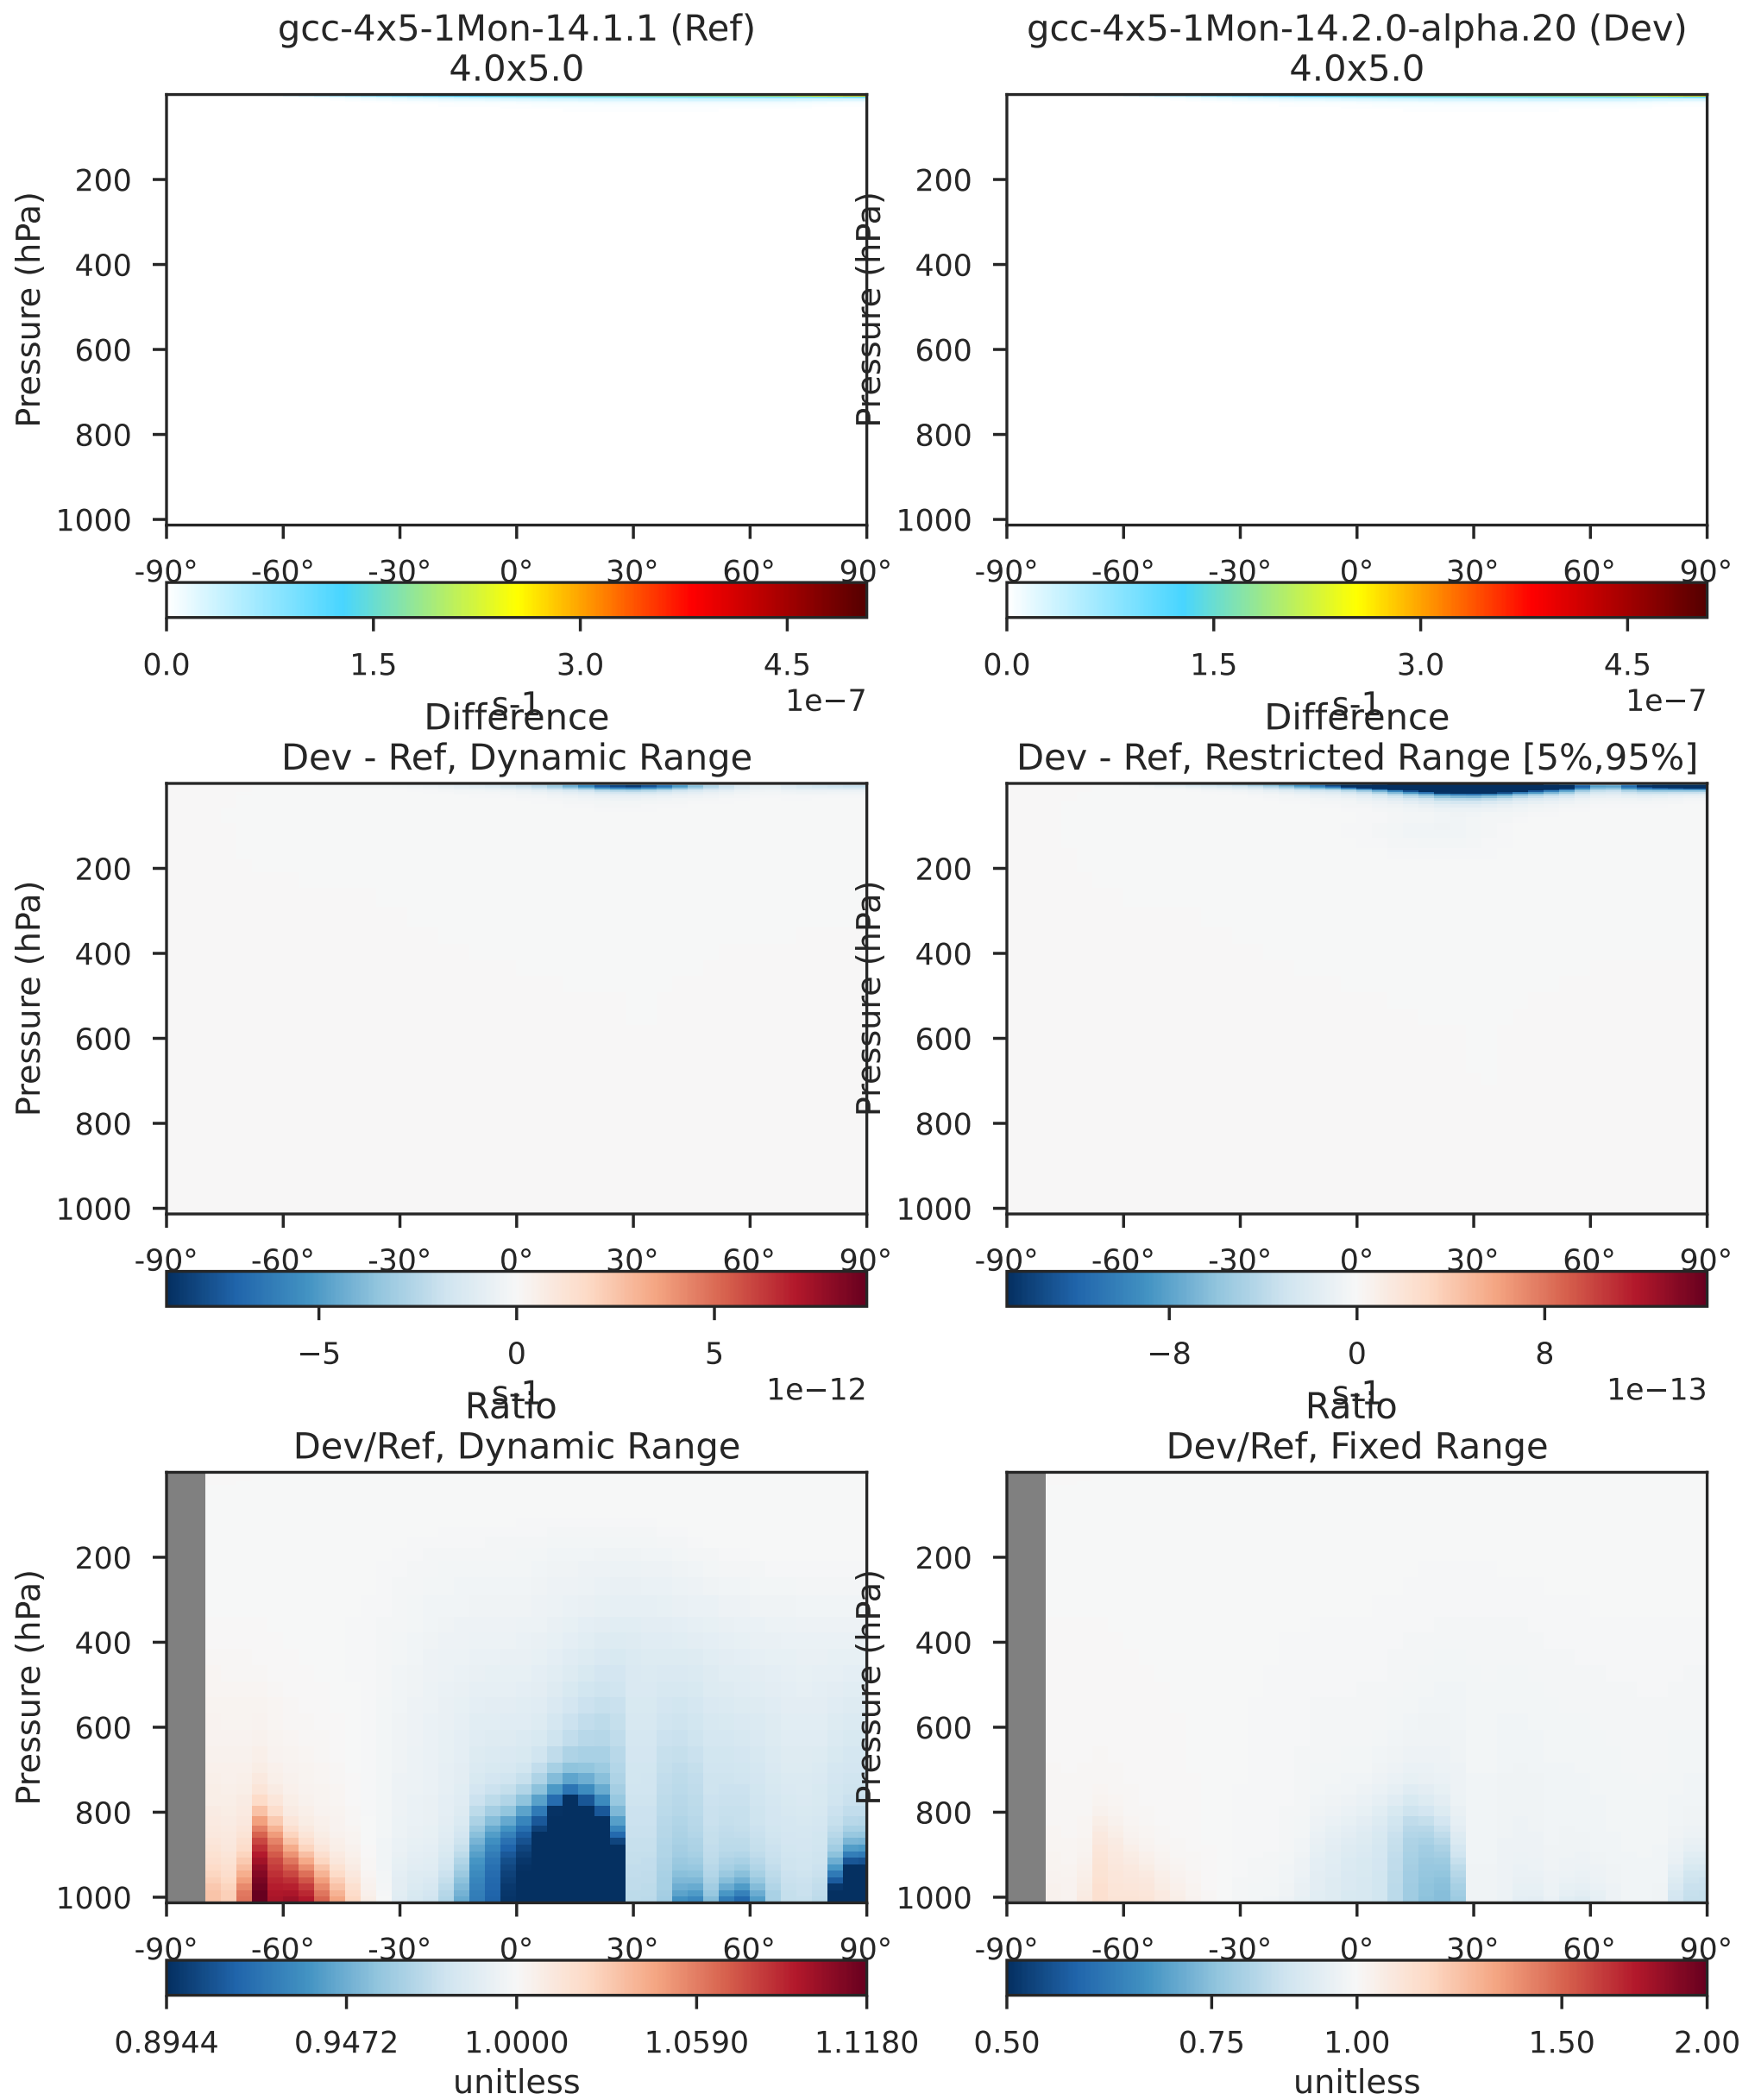 gcc-4x5-1Mon-14.1.1 (Ref)
4.0x5.0
Pressure (hPa)
200
400
600
800
1000
-90° -60° -30° 0° 30° 60° 90°
0.0 1.5 3.0 4.5
1e−7
s-1
gcc-4x5-1Mon-14.2.0-alpha.20 (Dev)
4.0x5.0
Pressure (hPa)
200
400
600
800
1000
-90° -60° -30° 0° 30° 60° 90°
0.0 1.5 3.0 4.5
1e−7
s-1
Difference
Dev - Ref, Dynamic Range
Pressure (hPa)
200
400
600
800
1000
-90° -60° -30° 0° 30° 60° 90°
−5 0 5
1e−12
s-1
Difference
Dev - Ref, Restricted Range [5%,95%]
Pressure (hPa)
200
400
600
800
1000
-90° -60° -30° 0° 30° 60° 90°
−8 0 8
1e−13
s-1
Ratio
Dev/Ref, Dynamic Range
Pressure (hPa)
200
400
600
800
1000
-90° -60° -30° 0° 30° 60° 90°
0.8944 0.9472 1.0000 1.0590 1.1180
unitless
Ratio
Dev/Ref, Fixed Range
Pressure (hPa)
200
400
600
800
1000
-90° -60° -30° 0° 30° 60° 90°
0.50 0.75 1.00 1.50 2.00
unitless